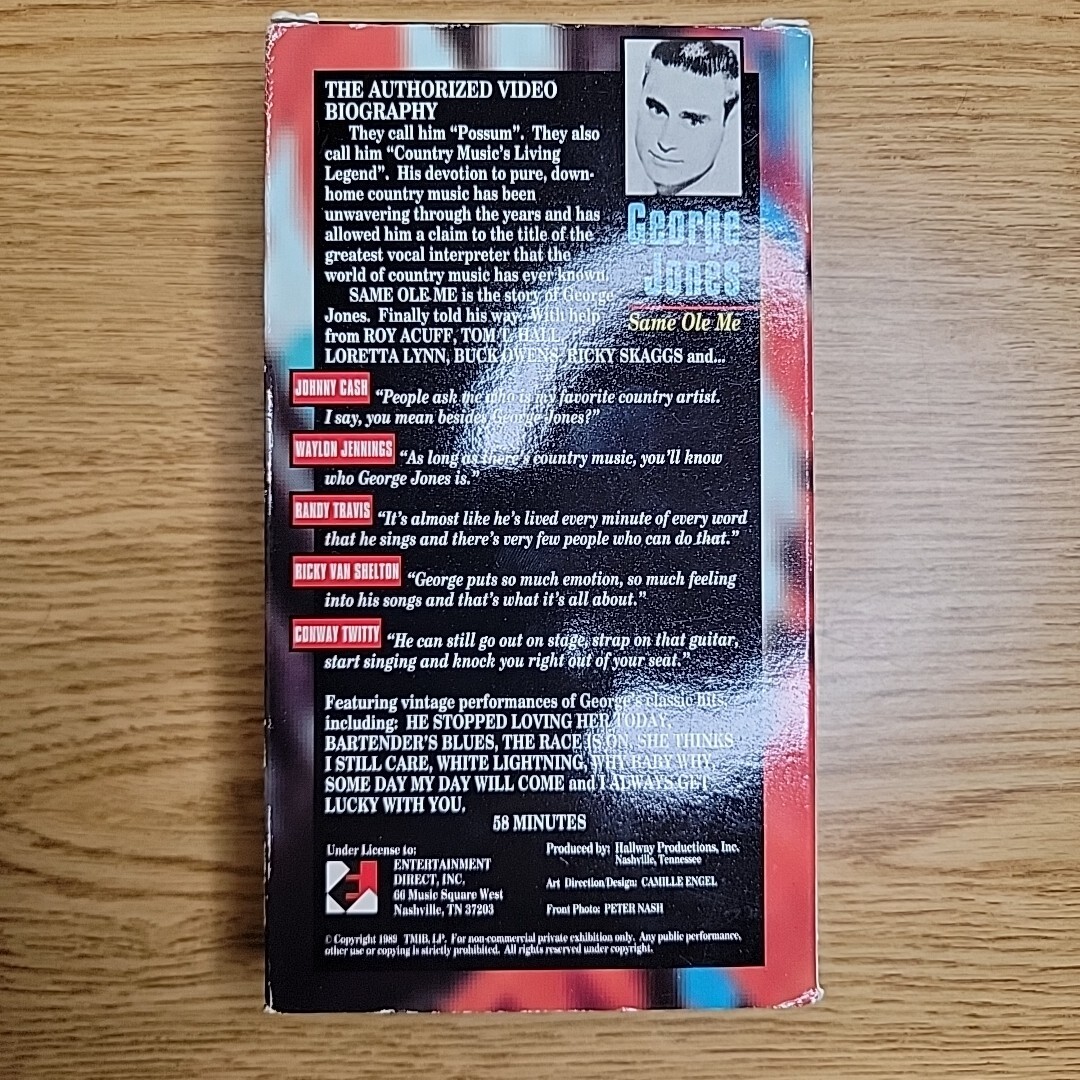 THE AUTHORIZED VIDEO
BIOGRAPHY
They call him “Possum”. They also
call him “Country Music’s Living
Legend”. His devotion to pure, down-
home country music has been
unwavering through the years and has
allowed him a claim to the title of the
greatest vocal interpreter that the
world of country music has ever known.
SAME OLE ME is the story of George
Jones. Finally told his way. With help
from ROY ACUFF, TOM T. HALL,
LORETTA LYNN, BUCK OWENS, RICKY SKAGGS and...
George
Jones
Same Ole Me
JOHNNY CASH “People ask me who is my favorite country artist.
I say, you mean besides George Jones?”
WAYLON JENNINGS “As long as there’s country music, you’ll know
who George Jones is.”
RANDY TRAVIS “It’s almost like he’s lived every minute of every word
that he sings and there’s very few people who can do that.”
RICKY VAN SHELTON “George puts so much emotion, so much feeling
into his songs and that’s what it’s all about.”
CONWAY TWITTY “He can still go out on stage, strap on that guitar,
start singing and knock you right out of your seat.”
Featuring vintage performances of George’s classic hits,
including: HE STOPPED LOVING HER TODAY,
BARTENDER’S BLUES, THE RACE IS ON, SHE THINKS
I STILL CARE, WHITE LIGHTNING, WHY BABY WHY,
SOME DAY MY DAY WILL COME and I ALWAYS GET
LUCKY WITH YOU.
58 MINUTES
Under License to:
ENTERTAINMENT
DIRECT, INC.
66 Music Square West
Nashville, TN 37203
Produced by: Hallway Productions, Inc.
Nashville, Tennessee
Art Direction/Design: CAMILLE ENGEL
Front Photo: PETER NASH
© Copyright 1989 TMIB, LP. For non-commercial private exhibition only. Any public performance,
other use or copying is strictly prohibited. All rights reserved under copyright.